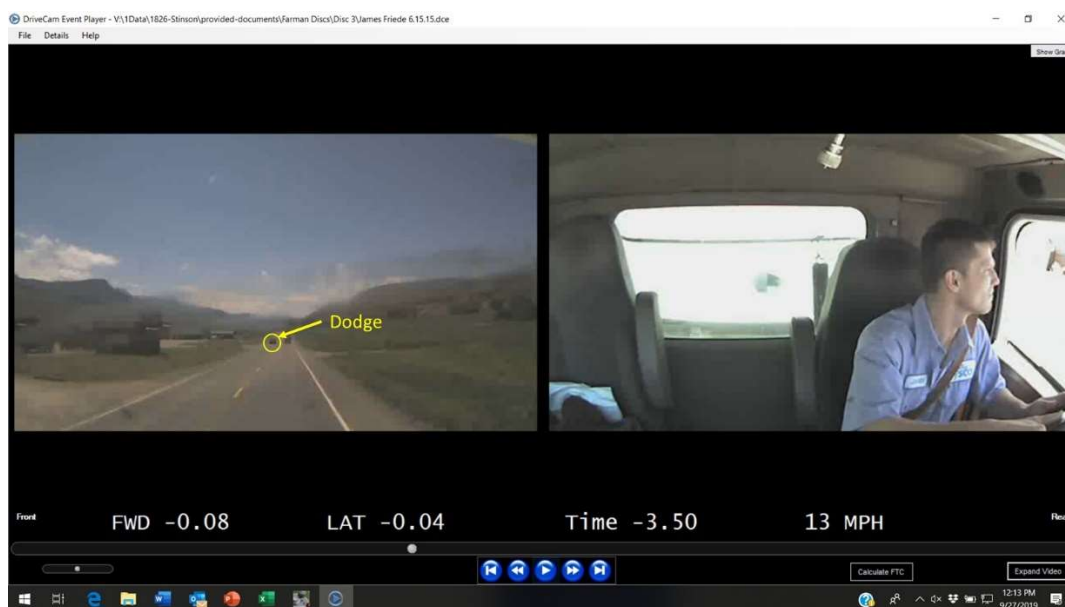 DriveCam Event Player - V:\1Data\1826-Stinson\provided-documents\Farman Discs\Disc 3\James Friede 6.15.15.dce
File Details Help
Show Gra
Dodge
Front
FWD -0.08 LAT -0.04 Time -3.50 13 MPH
Rea
Calculate FTC
Expand Video
12:13 PM
9/27/2019